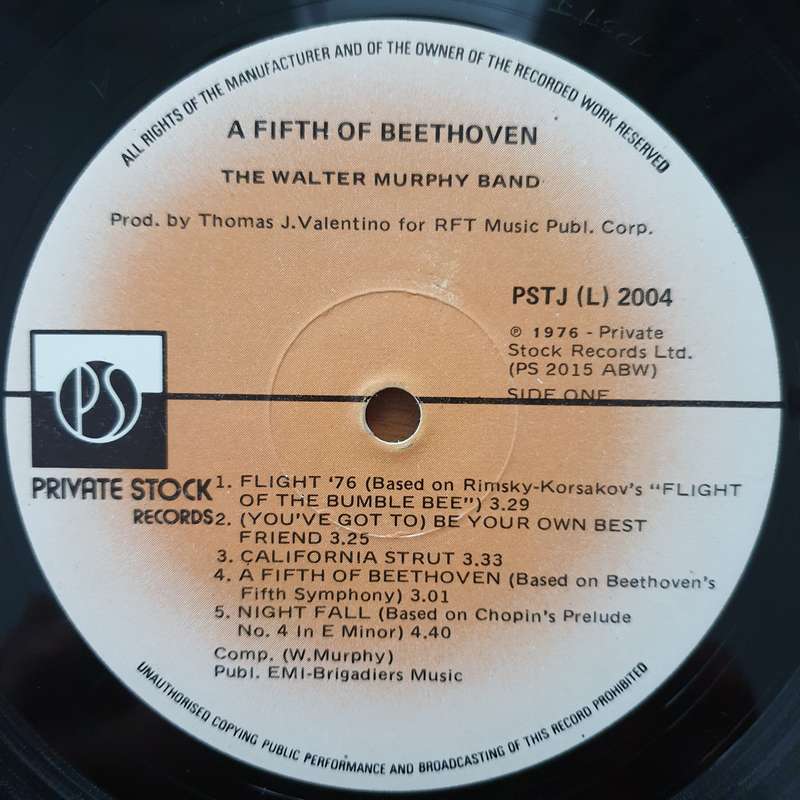 ALL RIGHTS OF THE MANUFACTURER AND OF THE OWNER OF THE RECORDED WORK RESERVED
A FIFTH OF BEETHOVEN
THE WALTER MURPHY BAND
Prod. by Thomas J.Valentino for RFT Music Publ. Corp.
PSTJ (L) 2004
℗ 1976 - Private
Stock Records Ltd.
(PS 2015 ABW)
SIDE ONE
PS
PRIVATE STOCK
RECORDS
1. FLIGHT '76 (Based on Rimsky-Korsakov's "FLIGHT
OF THE BUMBLE BEE") 3.29
2. (YOU'VE GOT TO) BE YOUR OWN BEST
FRIEND 3.25
3. CALIFORNIA STRUT 3.33
4. A FIFTH OF BEETHOVEN (Based on Beethoven's
Fifth Symphony) 3.01
5. NIGHT FALL (Based on Chopin's Prelude
No. 4 In E Minor) 4.40
Comp. (W.Murphy)
Publ. EMI-Brigadiers Music
UNAUTHORISED COPYING PUBLIC PERFORMANCE AND BROADCASTING OF THIS RECORD PROHIBITED